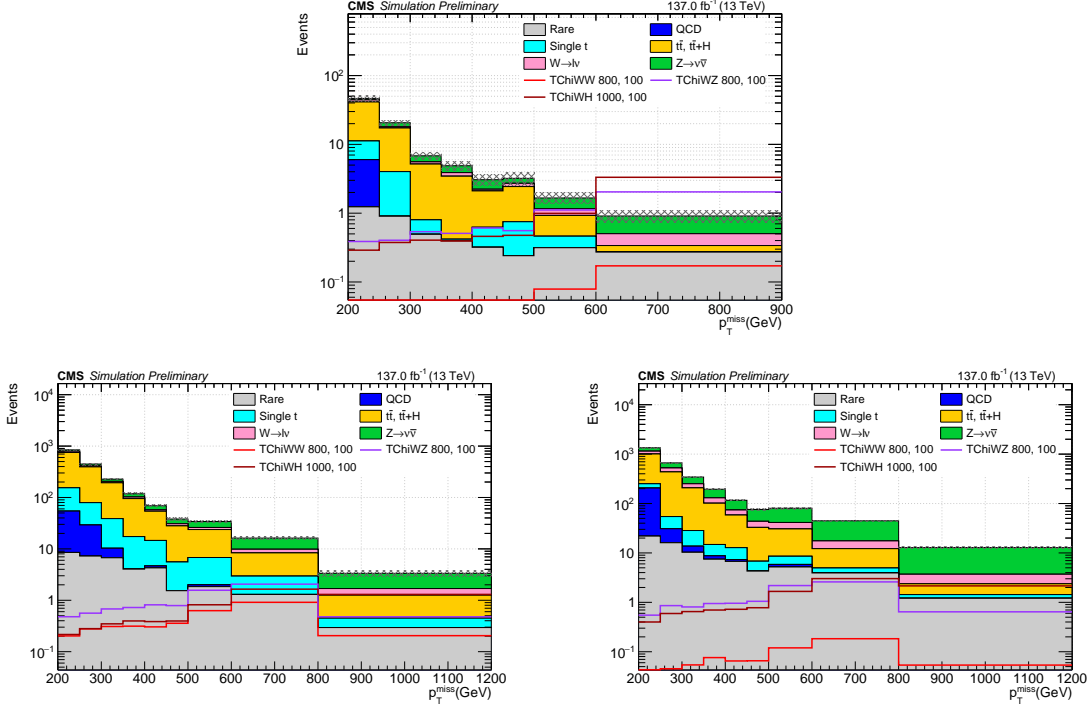 CMS Simulation Preliminary 137.0 fb⁻¹ (13 TeV)
Events
Rare QCD
Single t tt̄, tt̄+H
W→lν Z→νν̄
TChiWW 800, 100 TChiWZ 800, 100
TChiWH 1000, 100
10²
10
1
10⁻¹
200 300 400 500 600 700 800 900
p_T^miss(GeV)
CMS Simulation Preliminary 137.0 fb⁻¹ (13 TeV)
Events
Rare QCD
Single t tt̄, tt̄+H
W→lν Z→νν̄
TChiWW 800, 100 TChiWZ 800, 100
TChiWH 1000, 100
10⁴
10³
10²
10
1
10⁻¹
200 300 400 500 600 700 800 900 1000 1100 1200
p_T^miss(GeV)
CMS Simulation Preliminary 137.0 fb⁻¹ (13 TeV)
Events
Rare QCD
Single t tt̄, tt̄+H
W→lν Z→νν̄
TChiWW 800, 100 TChiWZ 800, 100
TChiWH 1000, 100
10⁴
10³
10²
10
1
10⁻¹
200 300 400 500 600 700 800 900 1000 1100 1200
p_T^miss(GeV)